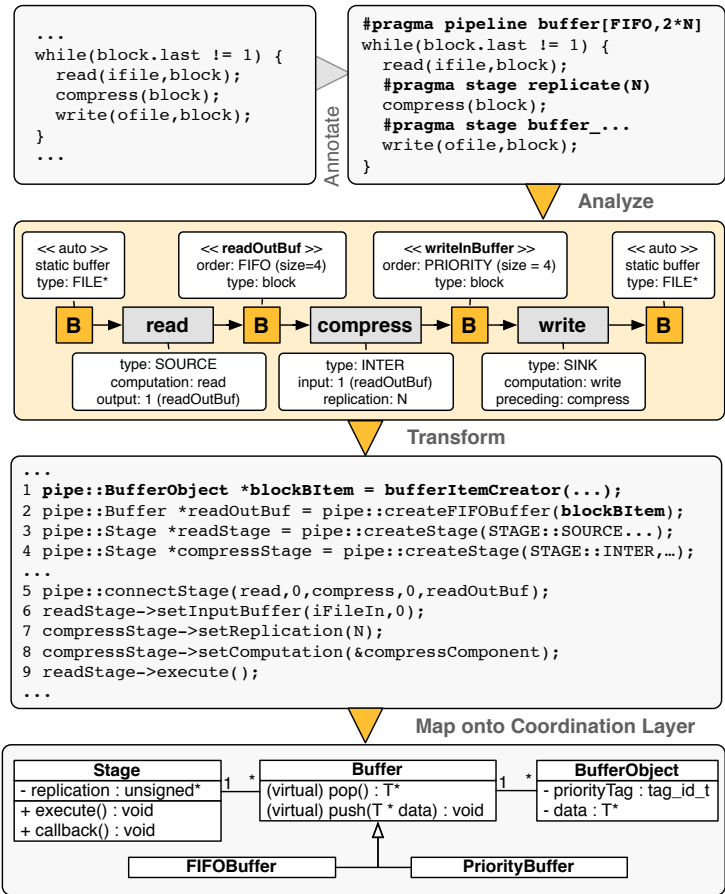 ...
while(block.last != 1) {
read(ifile,block);
compress(block);
write(ofile,block);
}
...
Annotate
#pragma pipeline buffer[FIFO,2*N]
while(block.last != 1) {
read(ifile,block);
#pragma stage replicate(N)
compress(block);
#pragma stage buffer_...
write(ofile,block);
}
Analyze
<< auto >>
static buffer
type: FILE*
<< readOutBuf >>
order: FIFO (size=4)
type: block
<< writeInBuffer >>
order: PRIORITY (size = 4)
type: block
<< auto >>
static buffer
type: FILE*
B
read
B
compress
B
write
B
type: SOURCE
computation: read
output: 1 (readOutBuf)
type: INTER
input: 1 (readOutBuf)
replication: N
type: SINK
computation: write
preceding: compress
Transform
...
1 pipe::BufferObject *blockBItem = bufferItemCreator(...);
2 pipe::Buffer *readOutBuf = pipe::createFIFOBuffer(blockBItem);
3 pipe::Stage *readStage = pipe::createStage(STAGE::SOURCE...);
4 pipe::Stage *compressStage = pipe::createStage(STAGE::INTER,…);
...
5 pipe::connectStage(read,0,compress,0,readOutBuf);
6 readStage->setInputBuffer(iFileIn,0);
7 compressStage->setReplication(N);
8 compressStage->setComputation(&compressComponent);
9 readStage->execute();
...
Map onto Coordination Layer
Stage
- replication : unsigned*
+ execute() : void
+ callback() : void
1
*
Buffer
(virtual) pop() : T*
(virtual) push(T * data) : void
1
*
BufferObject
- priorityTag : tag_id_t
- data : T*
FIFOBuffer
PriorityBuffer